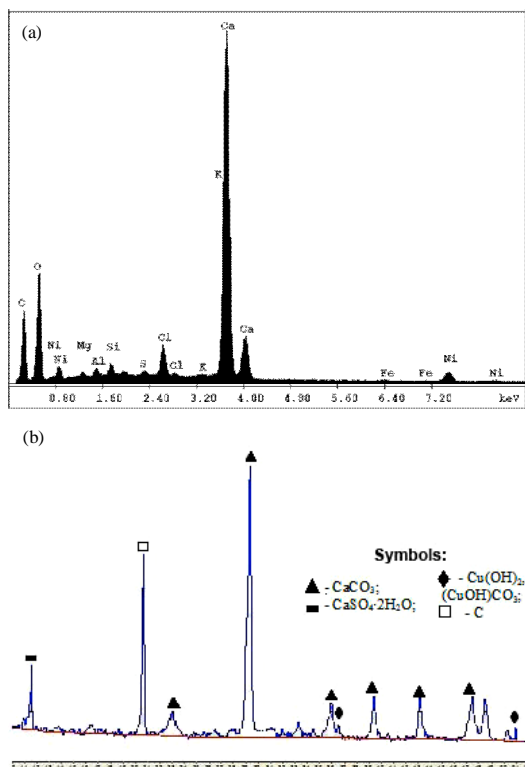 (a)
Ca
K
O
C
Cl
Ca
Ni
Mg
Si
Ni
Al
S
Cl
K
Fe
Fe
Ni
Ni
0.80 1.60 2.40 3.20 4.00 4.80 5.60 6.40 7.20 keV
(b)
Symbols:
- CaCO₃;
- Cu(OH)₂,
(CuOH)CO₃;
- CaSO₄·2H₂O;
- C